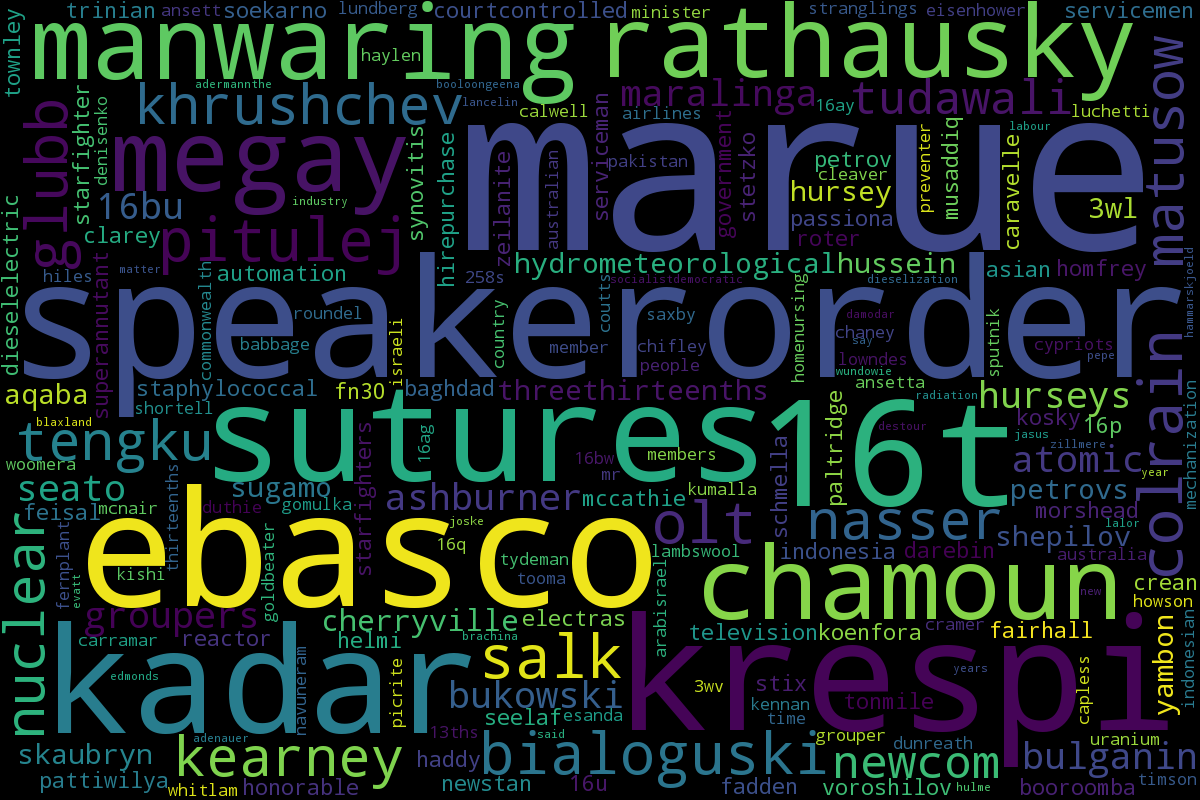 trinian ansett soekarno lundberg courtcontrolled minister stranglings eisenhower servicemen
townley manwaring haylen rathausky
adermannthe booloongeena
khrushchev lancelin calwell maralinga airlines 16ay tudawali luchetti
glubb starfighter denisenko megay synovitis marue labour matusow
hirepurchase zeilanite australian serviceman pakistan government stetzko petrov cleaver hursey preventer musaddiq caravelle 3wl
16bu industry passiona
clarey pitulej roter
hiles matter automation 258s hydrometeorological hussein asian homfrey
socialistdemocratic dieselization hammarskjoeld
dieselelectric superannutant commonwealth speakerorder
roundel israeli country coutts saxby homenursing damodar sputnik
babbage member chifley chaney say cypriots pepe
people lowndes wundowie
aqaba staphylococcal fn30 baghdad threethirteenths ansetta hurseys colrain mechanization
shortell radiation
blaxland tengku sutures 16t paltridge destour kosky 16p
starfighters 16ag schmella jasus zillmere
woomera 16bw mr members atomic year
seato sugamo ashburner mccathie kumalla petrovs
feisal mcnair duthie gomulka olt nasser morshead
thirteenths joske shepilov lalor
nuclear fernplant goldbeater ebasco 16q tydeman lambswool indonesia darebin australia
kishi tooma arabisrael chamoun new crean
evatt howson
groupers cherryville electras
carramar reactor helmi brachina television koenfora cramer fairhall
kadar salk krespi years yambon indonesian
edmonds navuneram picrite bukowski 3wv stix kennan tonmile capless
seelaf esanda time
adenauer 13ths said grouper uranium
skaubryn kearney haddy bialoguski newcom dunreath bulganin
pattiwilya whitlam honorable newstan 16u fadden voroshilov hulme booroomba timson